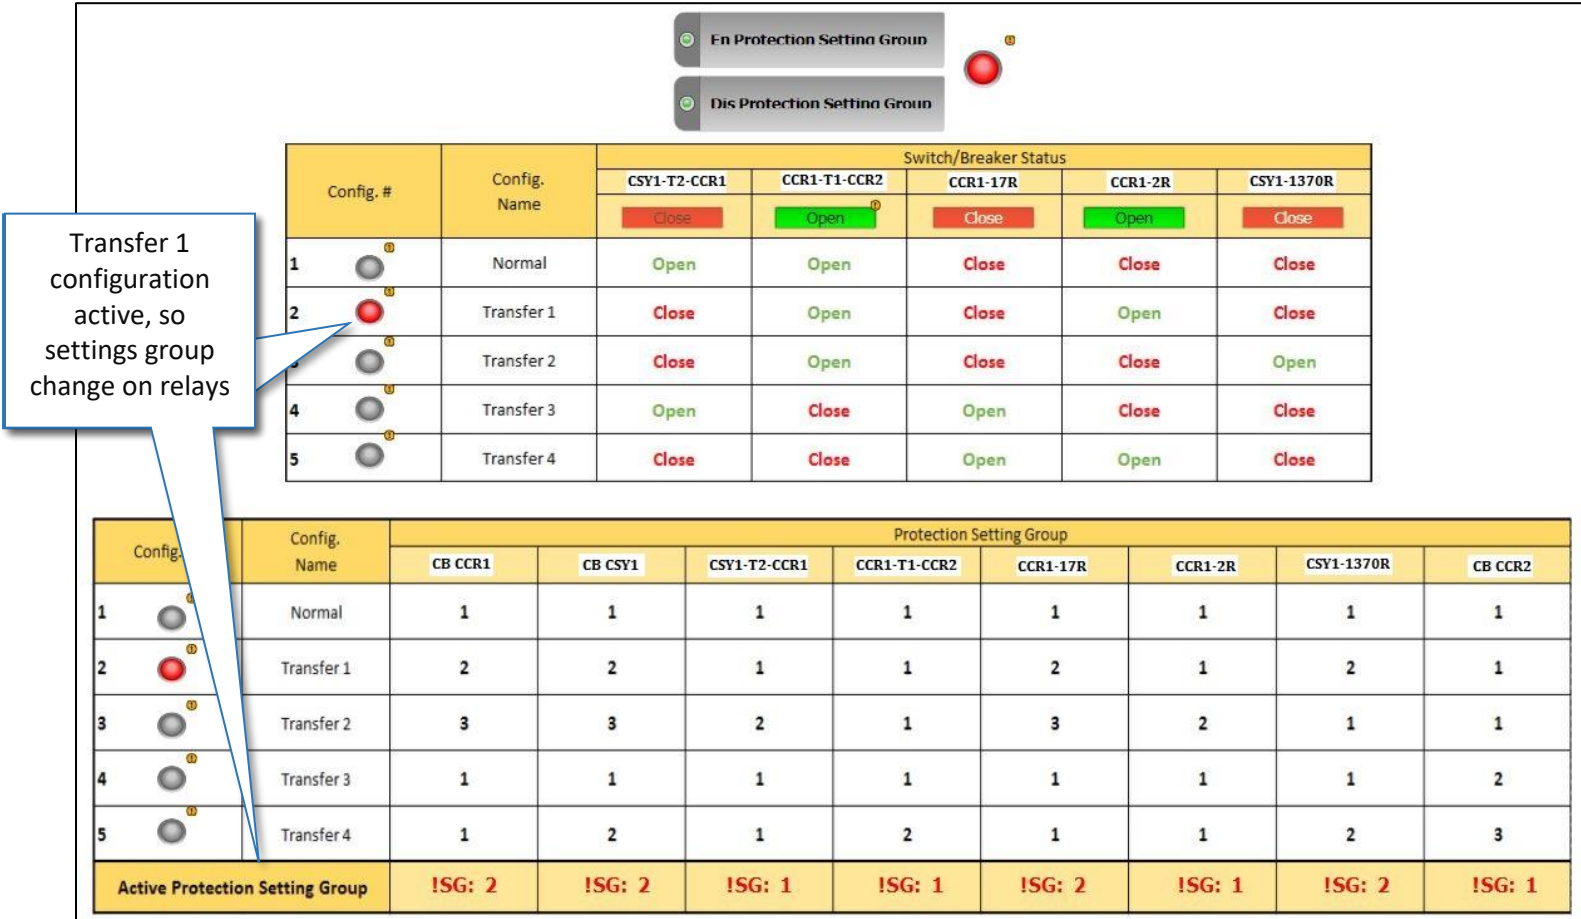 En Protection Setting Group
Dis Protection Setting Group
Config. #
Config. Name
Switch/Breaker Status
CSY1-T2-CCR1 CCR1-T1-CCR2 CCR1-17R CCR1-2R CSY1-1370R
Close Open Close Open Close
1 Normal Open Open Close Close Close
2 Transfer 1 Close Open Close Open Close
Transfer 2 Close Open Close Close Open
4 Transfer 3 Open Close Open Close Close
5 Transfer 4 Close Close Open Open Close
Transfer 1
configuration
active, so
settings group
change on relays
Config.
Config. Name
Protection Setting Group
CB CCR1 CB CSY1 CSY1-T2-CCR1 CCR1-T1-CCR2 CCR1-17R CCR1-2R CSY1-1370R CB CCR2
1 Normal 1 1 1 1 1 1 1 1
2 Transfer 1 2 2 1 1 2 1 2 1
3 Transfer 2 3 3 2 1 3 2 1 1
4 Transfer 3 1 1 1 1 1 1 1 2
5 Transfer 4 1 2 1 2 1 1 2 3
Active Protection Setting Group !SG: 2 !SG: 2 !SG: 1 !SG: 1 !SG: 2 !SG: 1 !SG: 2 !SG: 1